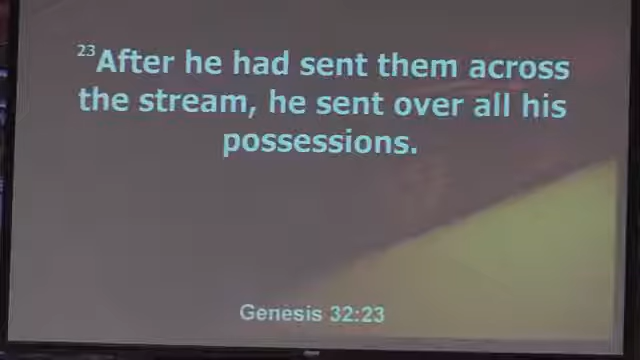 23After he had sent them across
the stream, he sent over all his
possessions.
Genesis 32:23